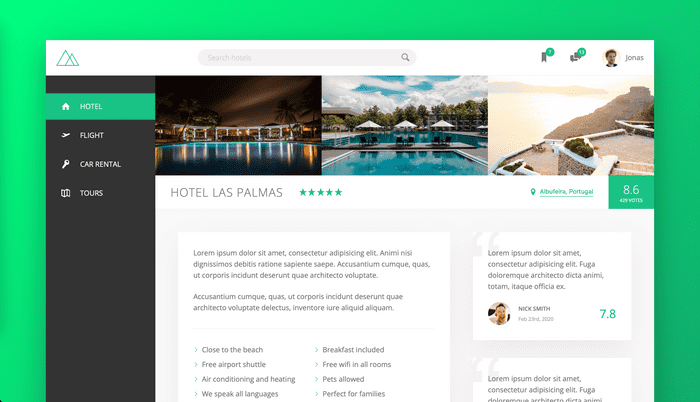 Search hotels
7
13
Jonas
HOTEL
FLIGHT
CAR RENTAL
TOURS
HOTEL LAS PALMAS
Albufeira, Portugal
8.6
429 VOTES
Lorem ipsum dolor sit amet, consectetur adipisicing elit. Animi nisi
dignissimos debitis ratione sapiente saepe. Accusantium cumque, quas,
ut corporis incidunt deserunt quae architecto voluptate.
Accusantium cumque, quas, ut corporis incidunt deserunt quae
architecto voluptate delectus, inventore iure aliquid aliquam.
Close to the beach
Breakfast included
Free airport shuttle
Free wifi in all rooms
Air conditioning and heating
Pets allowed
We speak all languages
Perfect for families
Lorem ipsum dolor sit amet,
consectetur adipisicing elit. Fuga
doloremque architecto dicta animi,
totam, itaque officia ex.
NICK SMITH
Feb 23rd, 2020
7.8
Lorem ipsum dolor sit amet,
consectetur adipisicing elit. Fuga